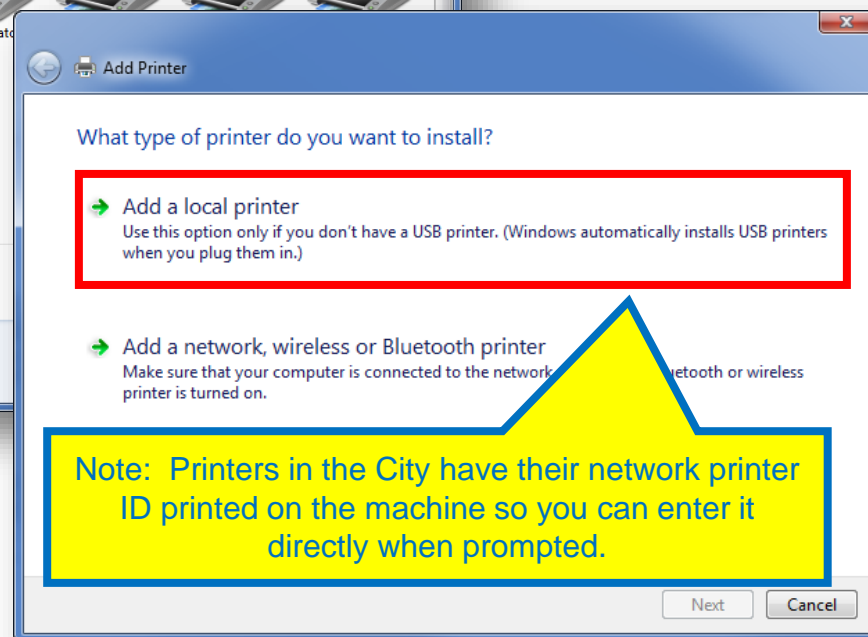 Add Printer
What type of printer do you want to install?
Add a local printer
Use this option only if you don't have a USB printer. (Windows automatically installs USB printers
when you plug them in.)
Add a network, wireless or Bluetooth printer
Make sure that your computer is connected to the network uetooth or wireless
printer is turned on.
Note: Printers in the City have their network printer
ID printed on the machine so you can enter it
directly when prompted.
Next Cancel